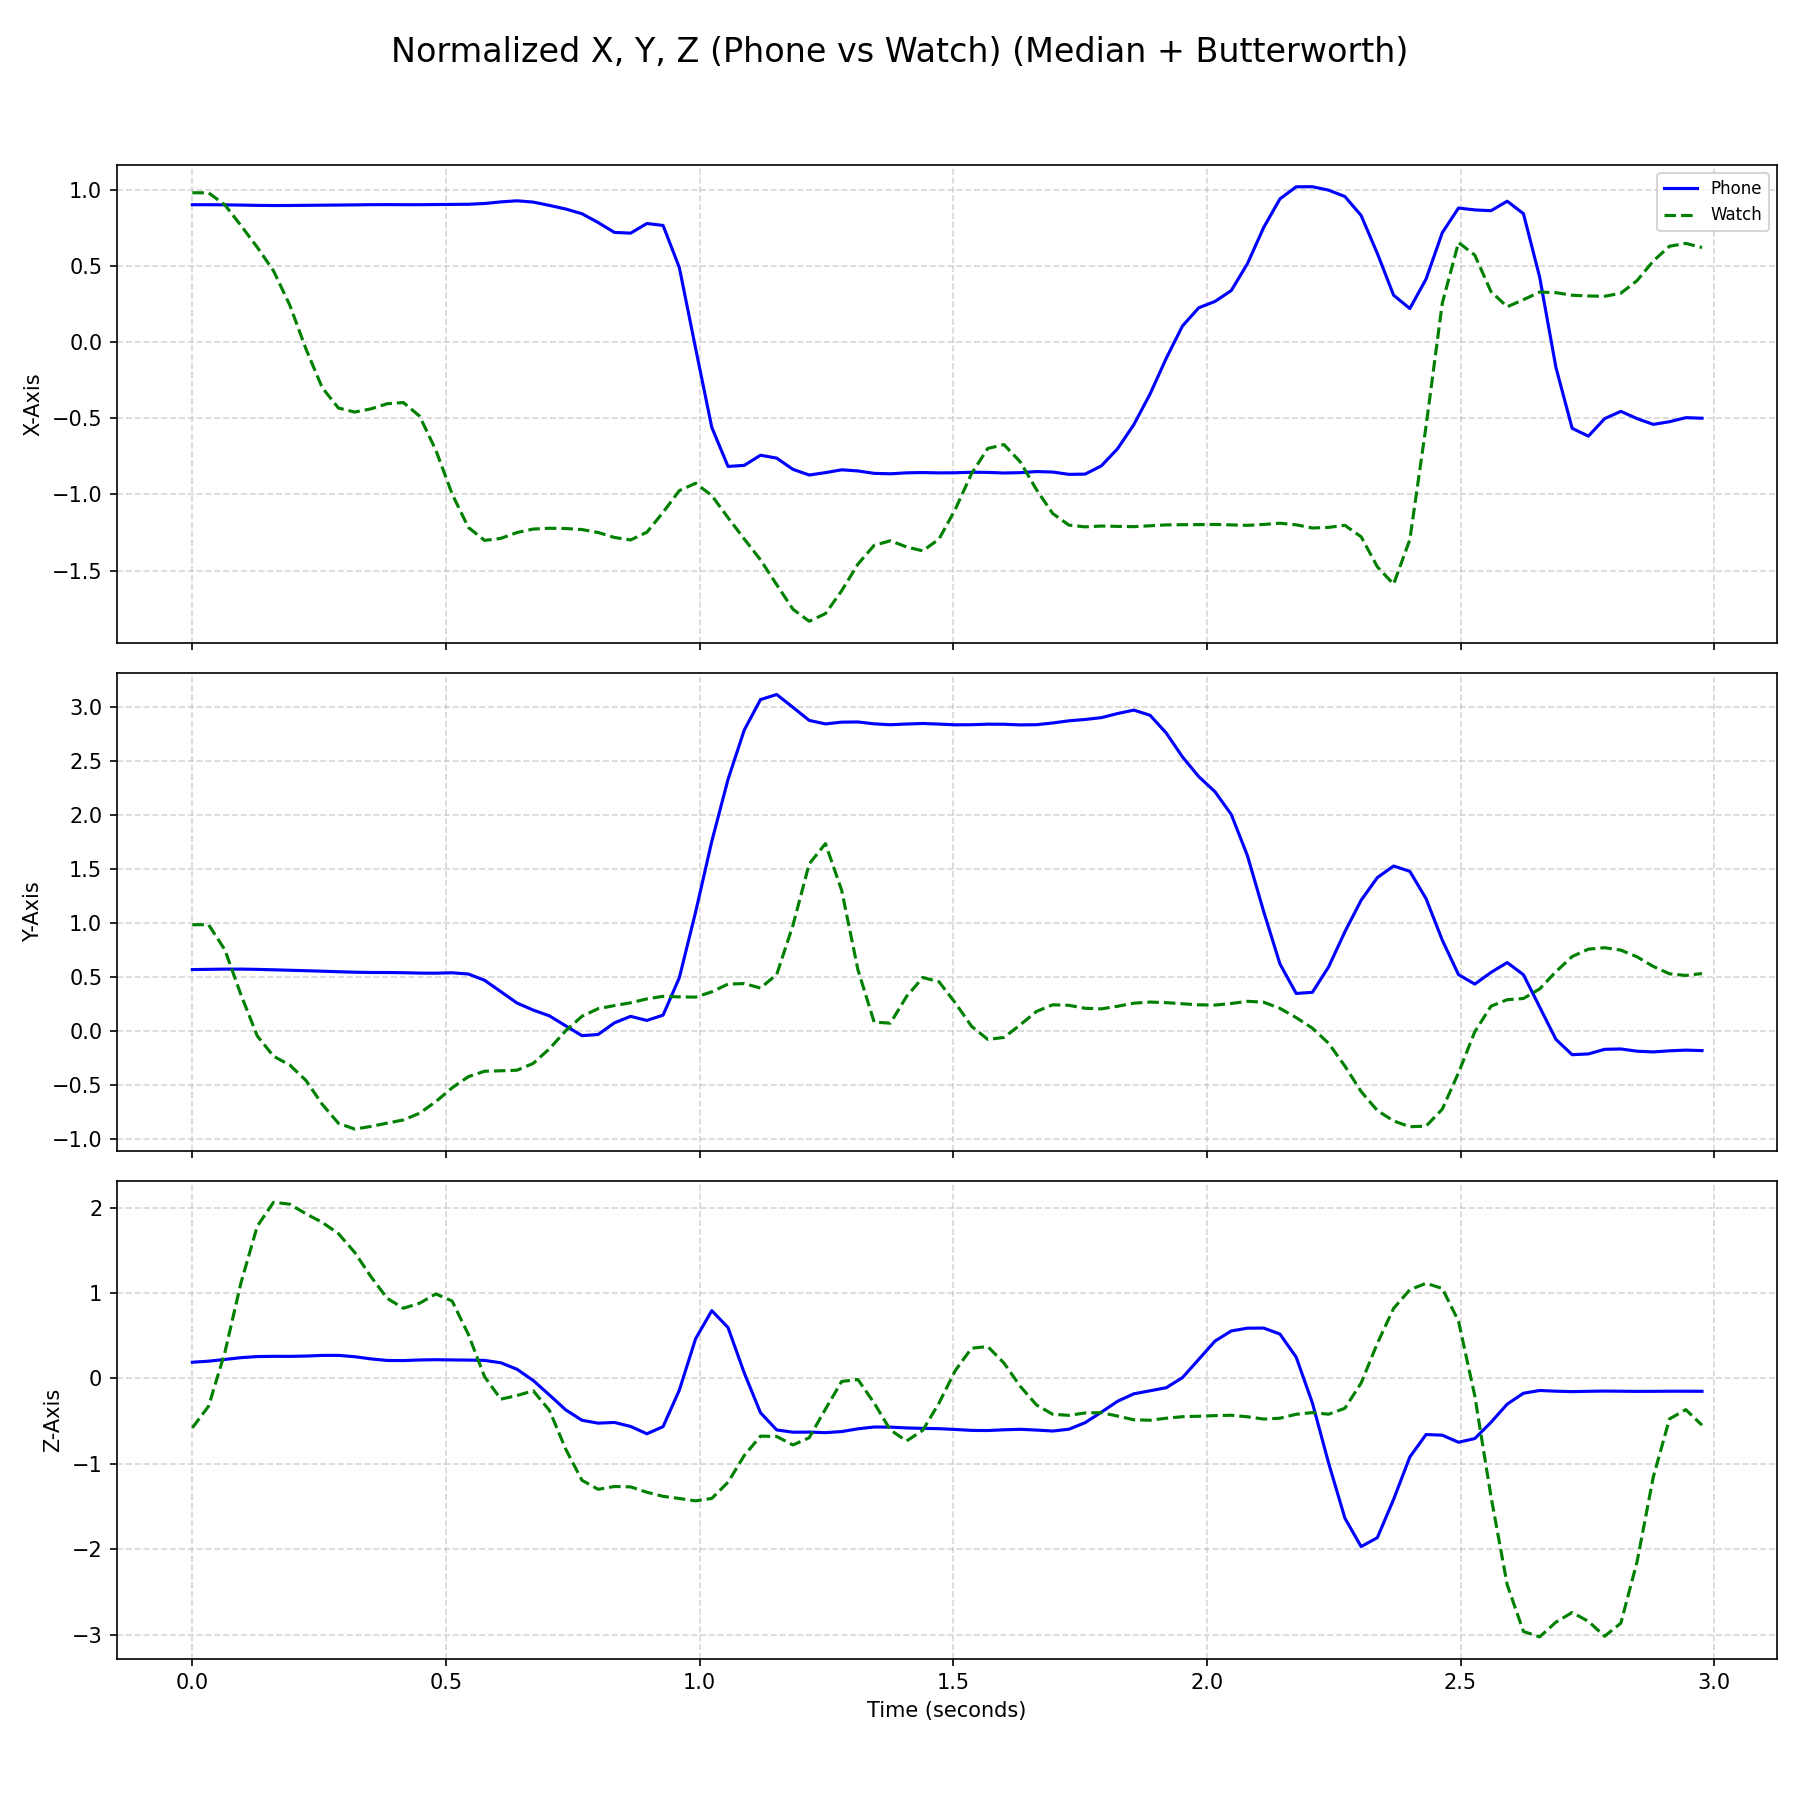 Normalized X, Y, Z (Phone vs Watch) (Median + Butterworth)
Phone
Watch
1.0
0.5
0.0
−0.5
−1.0
−1.5
X-Axis
3.0
2.5
2.0
1.5
1.0
0.5
0.0
−0.5
−1.0
Y-Axis
2
1
0
−1
−2
−3
Z-Axis
0.0 0.5 1.0 1.5 2.0 2.5 3.0
Time (seconds)